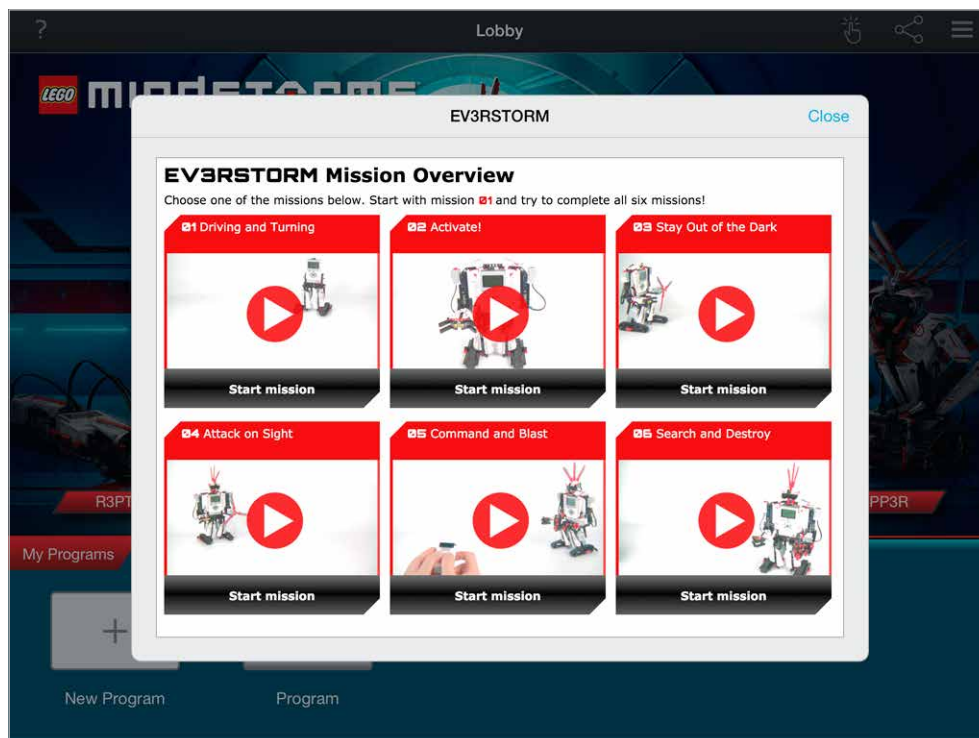 ?
Lobby
LEGO mindstorms
EV3RSTORM
Close
EV3RSTORM Mission Overview
Choose one of the missions below. Start with mission 01 and try to complete all six missions!
01 Driving and Turning
02 Activate!
03 Stay Out of the Dark
Start mission
Start mission
Start mission
04 Attack on Sight
05 Command and Blast
06 Search and Destroy
R3PT
PP3R
My Programs
Start mission
Start mission
Start mission
+
New Program
Program